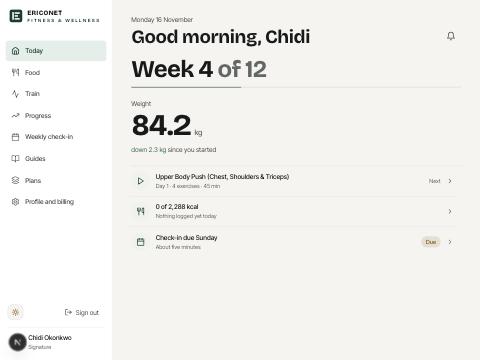 ERICONET
FITNESS & WELLNESS
Today
Food
Train
Progress
Weekly check-in
Guides
Plans
Profile and billing
Sign out
N
Chidi Okonkwo
Signature
Monday 16 November
Good morning, Chidi
Week 4 of 12
Weight
84.2 kg
down 2.3 kg since you started
Upper Body Push (Chest, Shoulders & Triceps)
Day 1 · 4 exercises · 45 min
Next
0 of 2,288 kcal
Nothing logged yet today
Check-in due Sunday
About five minutes
Due